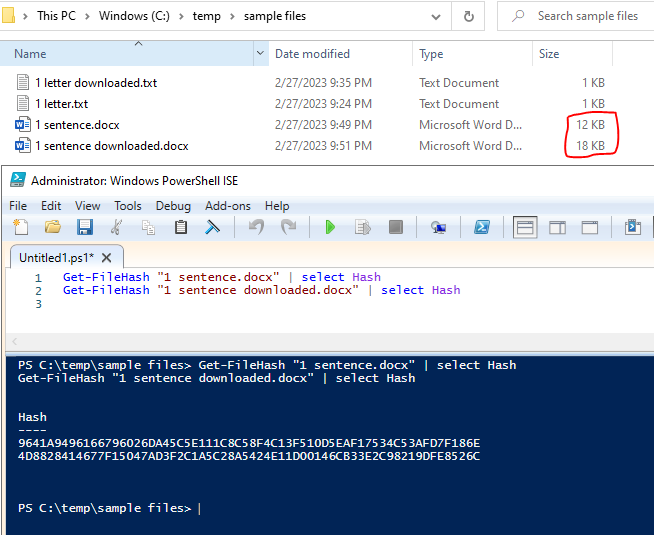 This PC > Windows (C:) > temp > sample files
Search sample files
Name Date modified Type Size
1 letter downloaded.txt 2/27/2023 9:35 PM Text Document 1 KB
1 letter.txt 2/27/2023 9:24 PM Text Document 1 KB
1 sentence.docx 2/27/2023 9:49 PM Microsoft Word D... 12 KB
1 sentence downloaded.docx 2/27/2023 9:51 PM Microsoft Word D... 18 KB
Administrator: Windows PowerShell ISE
File Edit View Tools Debug Add-ons Help
Untitled1.ps1* X
1 Get-FileHash "1 sentence.docx" | select Hash
2 Get-FileHash "1 sentence downloaded.docx" | select Hash
3
PS C:\temp\sample files> Get-FileHash "1 sentence.docx" | select Hash
Get-FileHash "1 sentence downloaded.docx" | select Hash
Hash
----
9641A9496166796026DA45C5E111C8C58F4C13F510D5EAF17534C53AFD7F186E
4D8828414677F15047AD3F2C1A5C28A5424E11D00146CB33E2C98219DFE8526C
PS C:\temp\sample files>